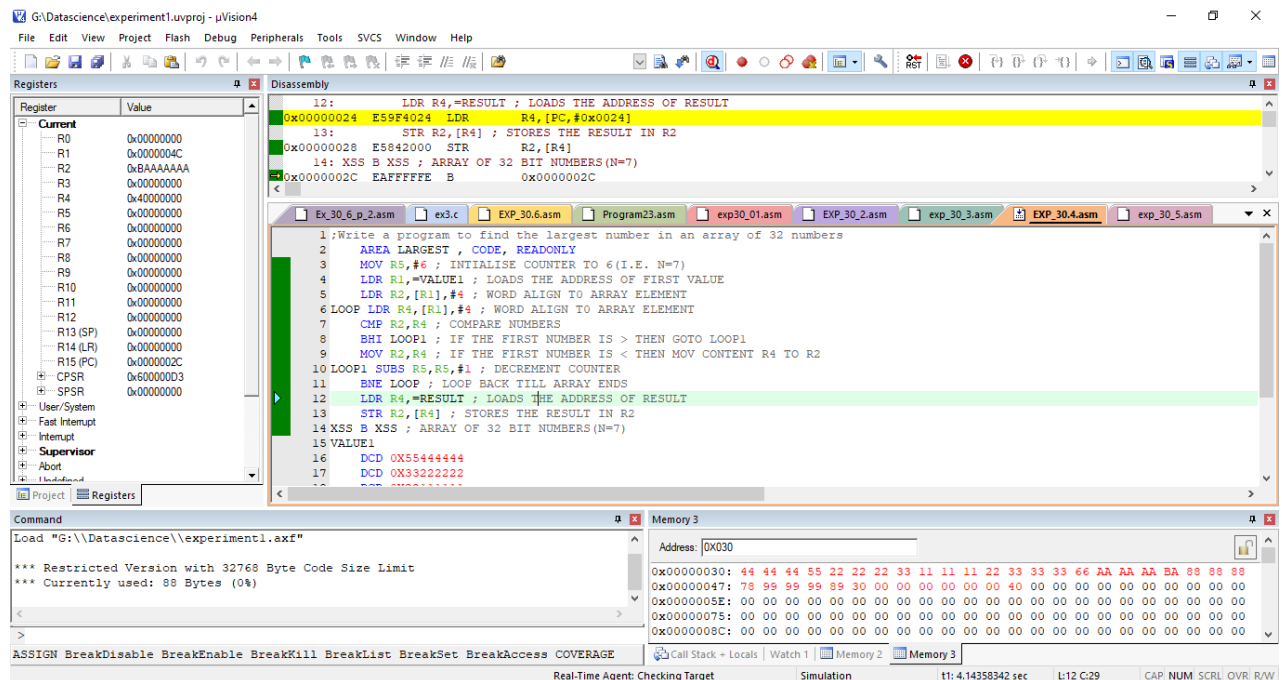 G:\Datascience\experiment1.uvproj - µVision4
File Edit View Project Flash Debug Peripherals Tools SVCS Window Help
RST
Registers
Register Value
Current
R0 0x00000000
R1 0x0000004C
R2 0xBAAAAAAA
R3 0x00000000
R4 0x40000000
R5 0x00000000
R6 0x00000000
R7 0x00000000
R8 0x00000000
R9 0x00000000
R10 0x00000000
R11 0x00000000
R12 0x00000000
R13 (SP) 0x00000000
R14 (LR) 0x00000000
R15 (PC) 0x0000002C
CPSR 0x600000D3
SPSR 0x00000000
User/System
Fast Interrupt
Interrupt
Supervisor
Abort
Project Registers
Disassembly
12: LDR R4,=RESULT ; LOADS THE ADDRESS OF RESULT
0x00000024 E59F4024 LDR R4,[PC,#0x0024]
13: STR R2,[R4] ; STORES THE RESULT IN R2
0x00000028 E5842000 STR R2,[R4]
14: XSS B XSS ; ARRAY OF 32 BIT NUMBERS(N=7)
0x0000002C EAFFFFFE B 0x0000002C
Ex_30_6_p_2.asm ex3.c EXP_30.6.asm Program23.asm exp30_01.asm EXP_30_2.asm exp_30_3.asm EXP_30.4.asm exp_30_5.asm
1 ;Write a program to find the largest number in an array of 32 numbers
2 AREA LARGEST , CODE, READONLY
3 MOV R5,#6 ; INTIALISE COUNTER TO 6(I.E. N=7)
4 LDR R1,=VALUE1 ; LOADS THE ADDRESS OF FIRST VALUE
5 LDR R2,[R1],#4 ; WORD ALIGN T0 ARRAY ELEMENT
6 LOOP LDR R4,[R1],#4 ; WORD ALIGN T0 ARRAY ELEMENT
7 CMP R2,R4 ; COMPARE NUMBERS
8 BHI LOOP1 ; IF THE FIRST NUMBER IS > THEN GOTO LOOP1
9 MOV R2,R4 ; IF THE FIRST NUMBER IS < THEN MOV CONTENT R4 TO R2
10 LOOP1 SUBS R5,R5,#1 ; DECREMENT COUNTER
11 BNE LOOP ; LOOP BACK TILL ARRAY ENDS
12 LDR R4,=RESULT ; LOADS THE ADDRESS OF RESULT
13 STR R2,[R4] ; STORES THE RESULT IN R2
14 XSS B XSS ; ARRAY OF 32 BIT NUMBERS(N=7)
15 VALUE1
16 DCD 0X55444444
17 DCD 0X33222222
Command
Load "G:\\Datascience\\experiment1.axf"
*** Restricted Version with 32768 Byte Code Size Limit
*** Currently used: 88 Bytes (0%)
>
ASSIGN BreakDisable BreakEnable BreakKill BreakList BreakSet BreakAccess COVERAGE
Memory 3
Address: 0X030
0x00000030: 44 44 44 55 22 22 22 33 11 11 11 22 33 33 33 66 AA AA AA BA 88 88 88
0x00000047: 78 99 99 99 89 30 00 00 00 00 00 00 40 00 00 00 00 00 00 00 00 00 00
0x0000005E: 00 00 00 00 00 00 00 00 00 00 00 00 00 00 00 00 00 00 00 00 00 00 00
0x00000075: 00 00 00 00 00 00 00 00 00 00 00 00 00 00 00 00 00 00 00 00 00 00 00
0x0000008C: 00 00 00 00 00 00 00 00 00 00 00 00 00 00 00 00 00 00 00 00 00 00 00
Call Stack + Locals Watch 1 Memory 2 Memory 3
Real-Time Agent: Checking Target Simulation t1: 4.14358342 sec L:12 C:29 CAP NUM SCRL OVR R/W